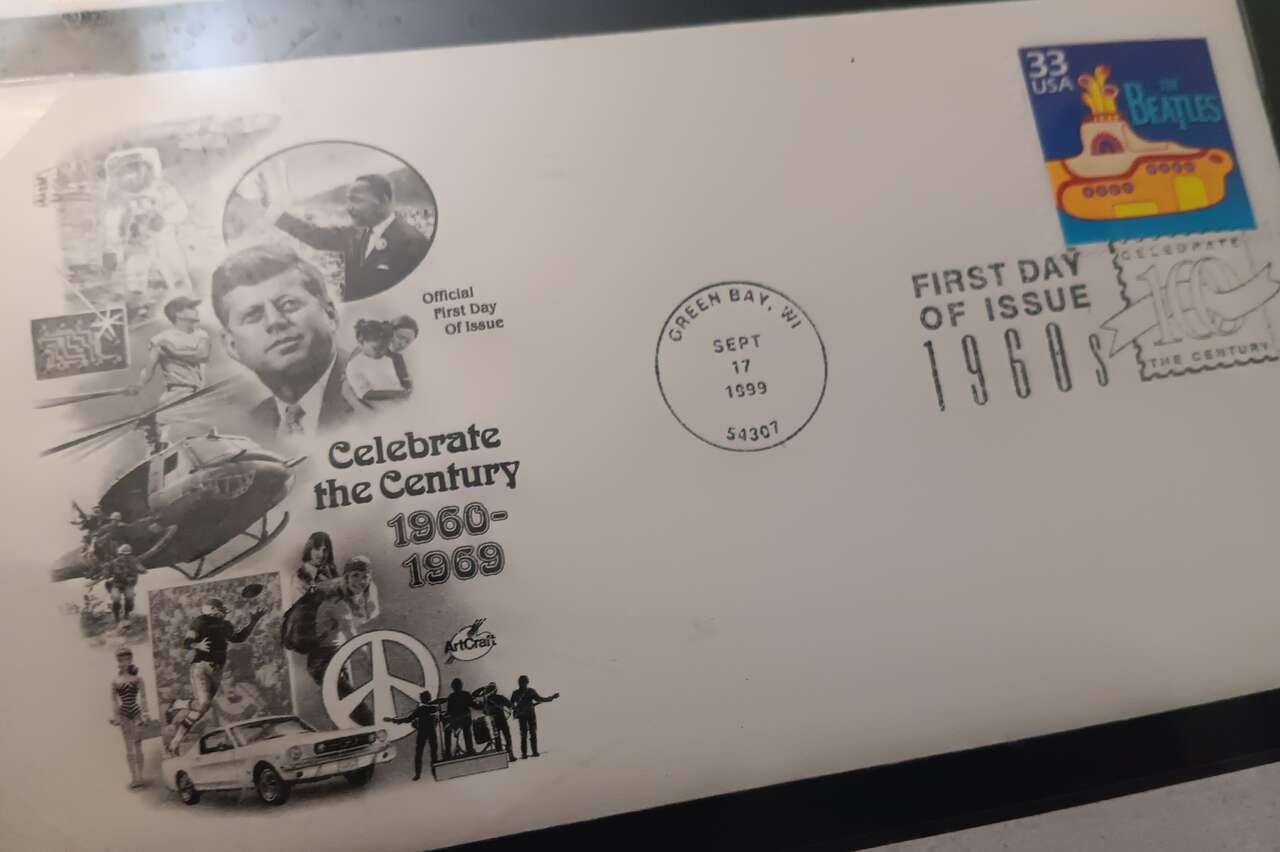 33
USA
THE
BEATLES
Official
First Day
Of Issue
GREEN BAY, WI
SEPT
17
1999
54307
FIRST DAY
OF ISSUE
1960s
CELEBRATE
100
THE CENTURY
Celebrate
the Century
1960-
1969
ArtCraft